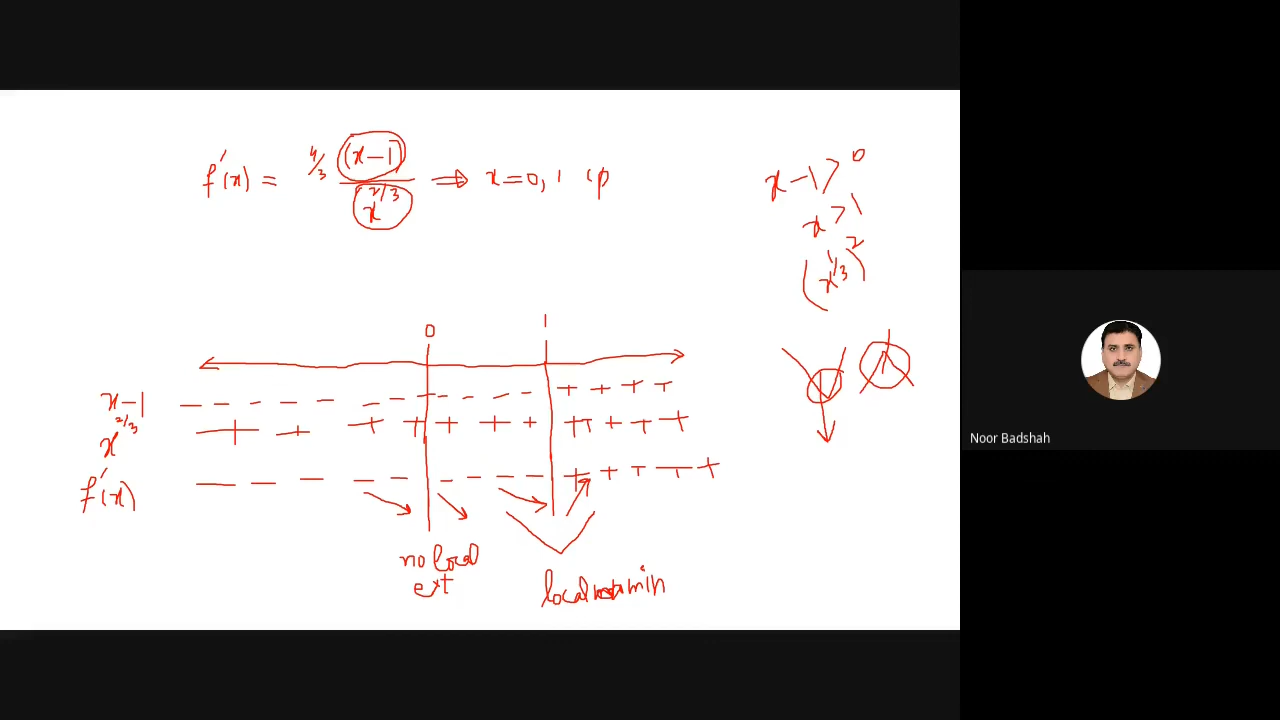 f'(x) = 4/3 (x-1) / x^{2/3} ⇒ x = 0, 1 cp
x-1 > 0
x > 1
(x^{1/3})^2
0 1
x-1 - - - - - - - - - - - + + + +
x^{2/3} + + + + + + + + + + +
f'(x) - - - - - - - - - + + + + +
no local
ext
local min
Noor Badshah